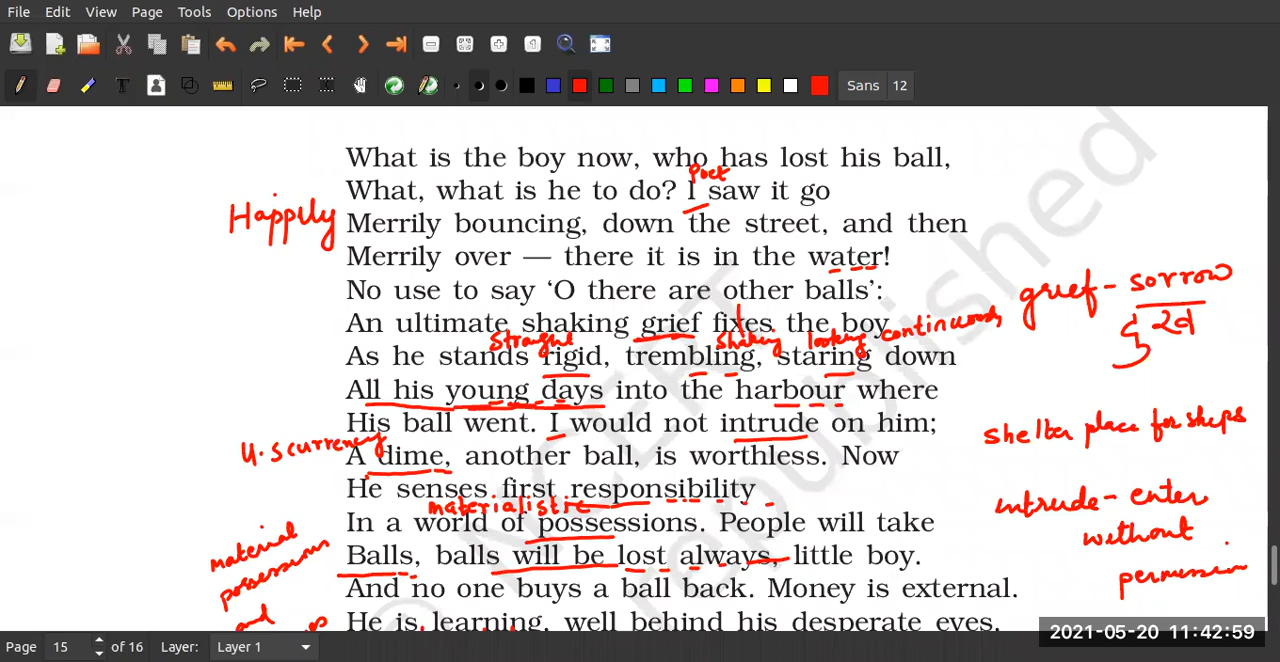 File Edit View Page Tools Options Help
Sans 12
What is the boy now, who has lost his ball,
Poet
What, what is he to do? I saw it go
Happily
Merrily bouncing, down the street, and then
Merrily over — there it is in the water!
grief - sorrow
No use to say ‘O there are other balls’:
An ultimate shaking grief fixes the boy
straight shaking looking continuously
As he stands rigid, trembling, staring down
All his young days into the harbour where
shelter place for ships
His ball went. I would not intrude on him;
U.S currency
A dime, another ball, is worthless. Now
He senses first responsibility
intrude - enter
without
permission
materialistic
In a world of possessions. People will take
material
possessions
and
Balls, balls will be lost always, little boy.
And no one buys a ball back. Money is external.
He is learning, well behind his desperate eyes,
Page 15 of 16 Layer: Layer 1
2021-05-20 11:42:59
republished